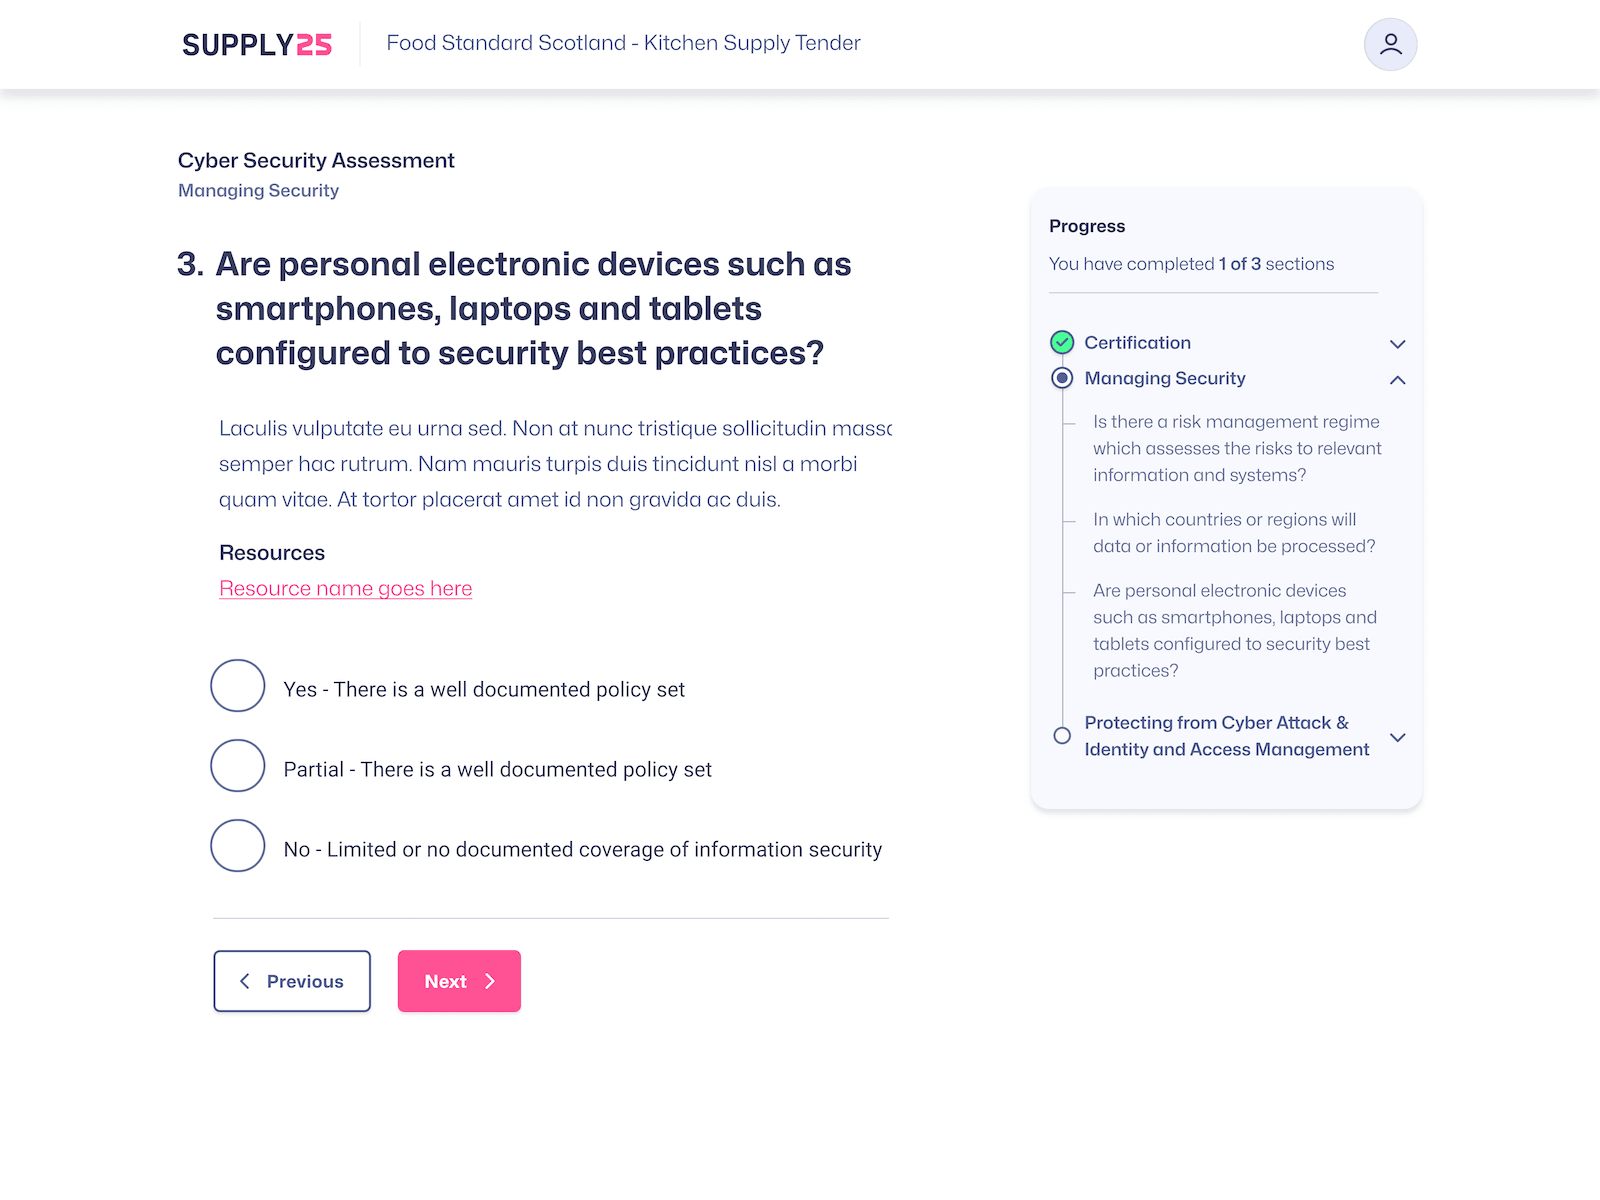 SUPPLY25
Food Standard Scotland - Kitchen Supply Tender
Cyber Security Assessment
Managing Security
3. Are personal electronic devices such as
smartphones, laptops and tablets
configured to security best practices?
Laculis vulputate eu urna sed. Non at nunc tristique sollicitudin
semper hac rutrum. Nam mauris turpis duis tincidunt nisl a morbi
quam vitae. At tortor placerat amet id non gravida ac duis.
Resources
Resource name goes here
Yes - There is a well documented policy set
Partial - There is a well documented policy set
No - Limited or no documented coverage of information security
Previous
Next
Progress
You have completed 1 of 3 sections
Certification
Managing Security
Is there a risk management regime
which assesses the risks to relevant
information and systems?
In which countries or regions will
data or information be processed?
Are personal electronic devices
such as smartphones, laptops and
tablets configured to security best
practices?
Protecting from Cyber Attack &
Identity and Access Management